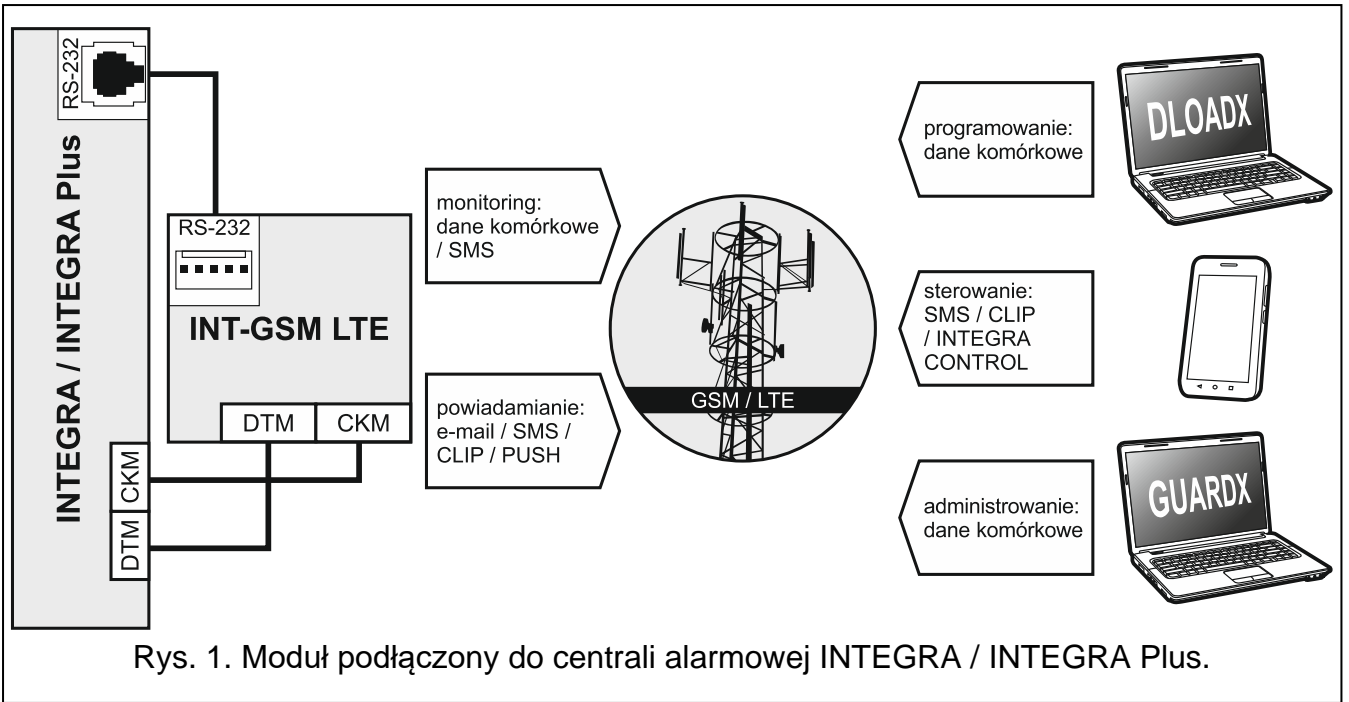 RS-232
INTEGRA / INTEGRA Plus
CKM
DTM
RS-232
INT-GSM LTE
DTM
CKM
monitoring:
dane komórkowe
/ SMS
powiadamianie:
e-mail / SMS /
CLIP / PUSH
GSM / LTE
programowanie:
dane komórkowe
sterowanie:
SMS / CLIP
/ INTEGRA
CONTROL
administrowanie:
dane komórkowe
DLOADX
GUARDX
Rys. 1. Moduł podłączony do centrali alarmowej INTEGRA / INTEGRA Plus.